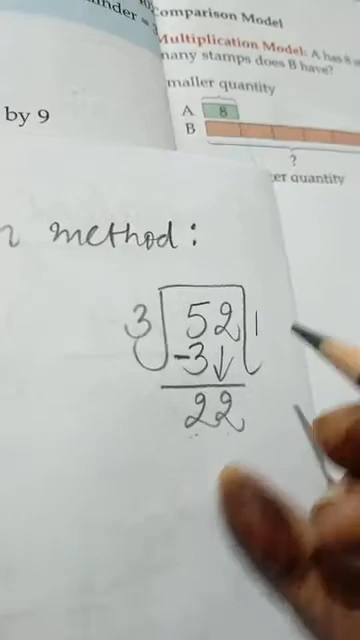 Comparison Model
Multiplication Model: A has 8
many stamps does B have?
maller quantity
A 8
B
?
er quantity
by 9
method:
3 52 1
-3↓
22